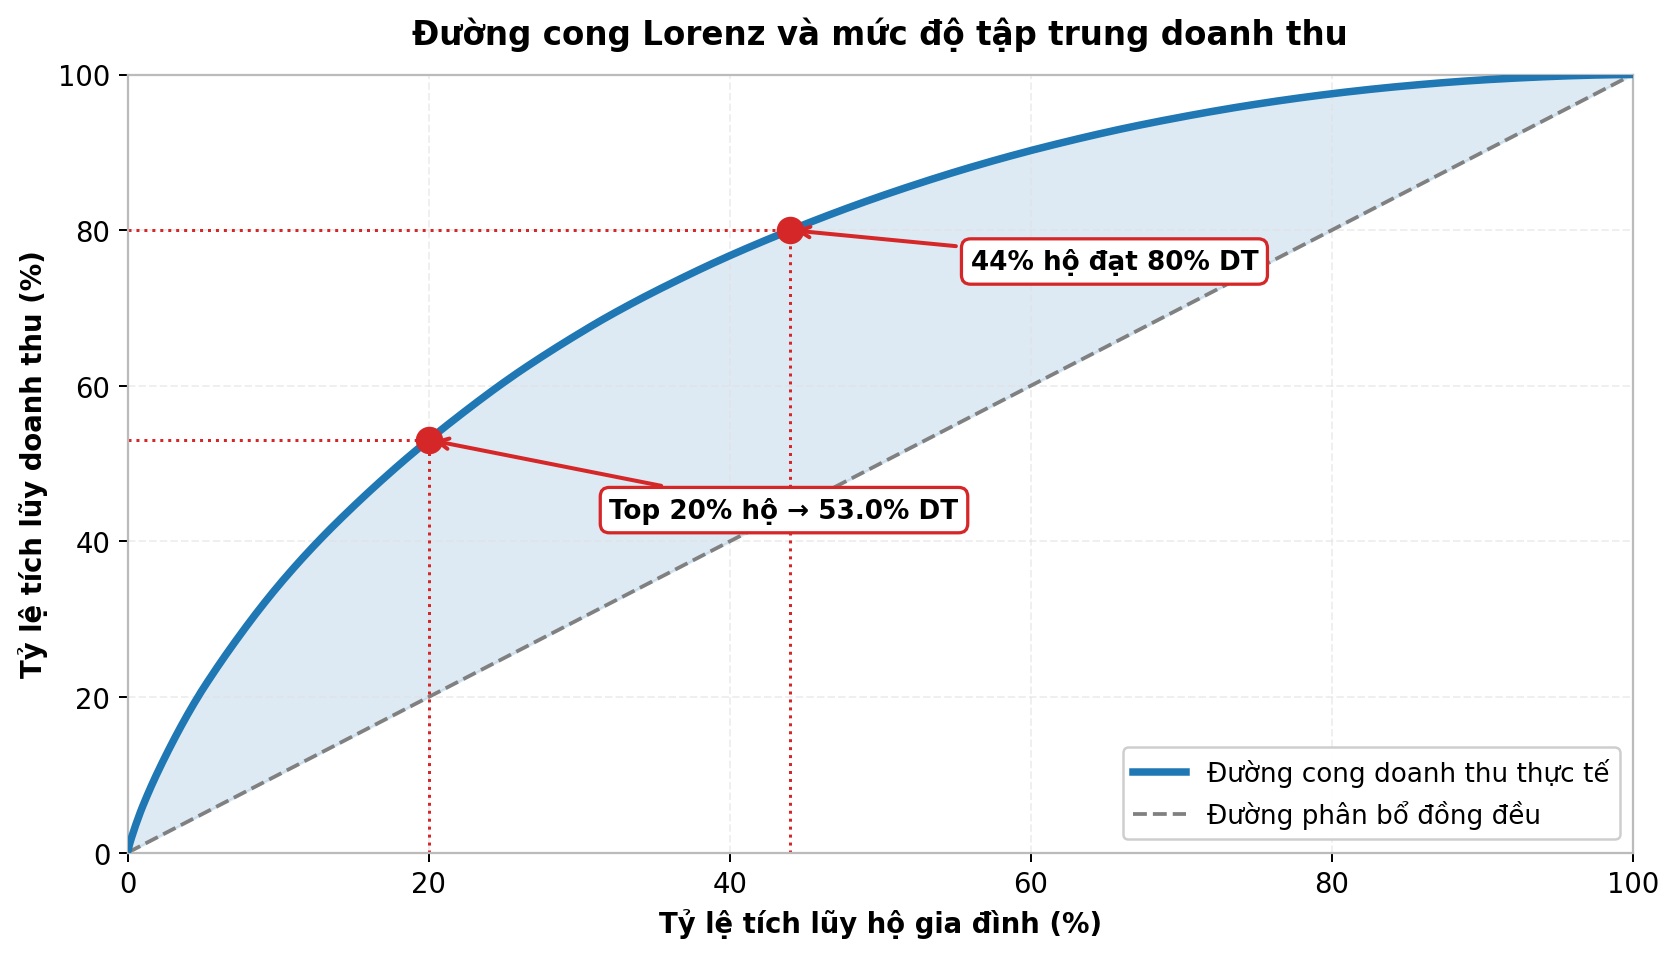 Đường cong Lorenz và mức độ tập trung doanh thu
Tỷ lệ tích lũy doanh thu (%)
100
80
60
40
20
0
44% hộ đạt 80% DT
Top 20% hộ → 53.0% DT
Đường cong doanh thu thực tế
Đường phân bổ đồng đều
0 20 40 60 80 100
Tỷ lệ tích lũy hộ gia đình (%)